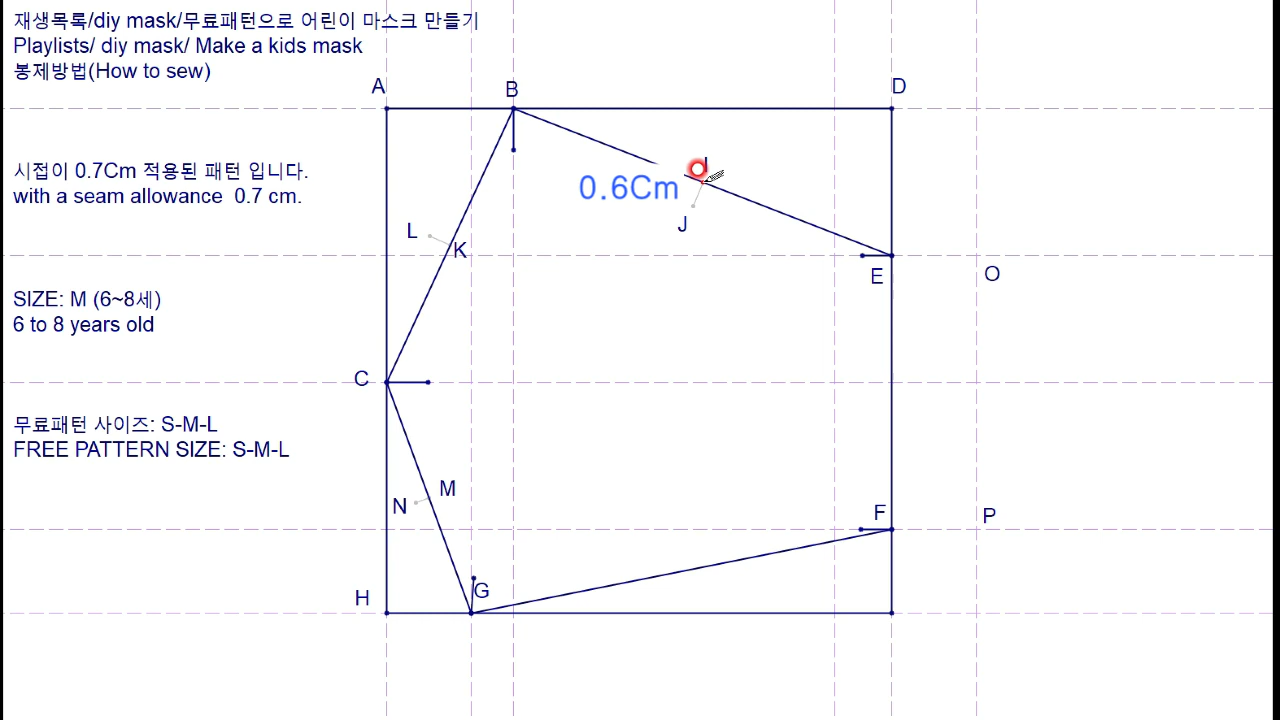 재생목록/diy mask/무료패턴으로 어린이 마스크 만들기
Playlists/ diy mask/ Make a kids mask
봉제방법(How to sew)
A
B
D
시접이 0.7Cm 적용된 패턴 입니다.
with a seam allowance 0.7 cm.
0.6Cm
J
L
K
E
O
SIZE: M (6~8세)
6 to 8 years old
C
무료패턴 사이즈: S-M-L
FREE PATTERN SIZE: S-M-L
M
N
F
P
H
G